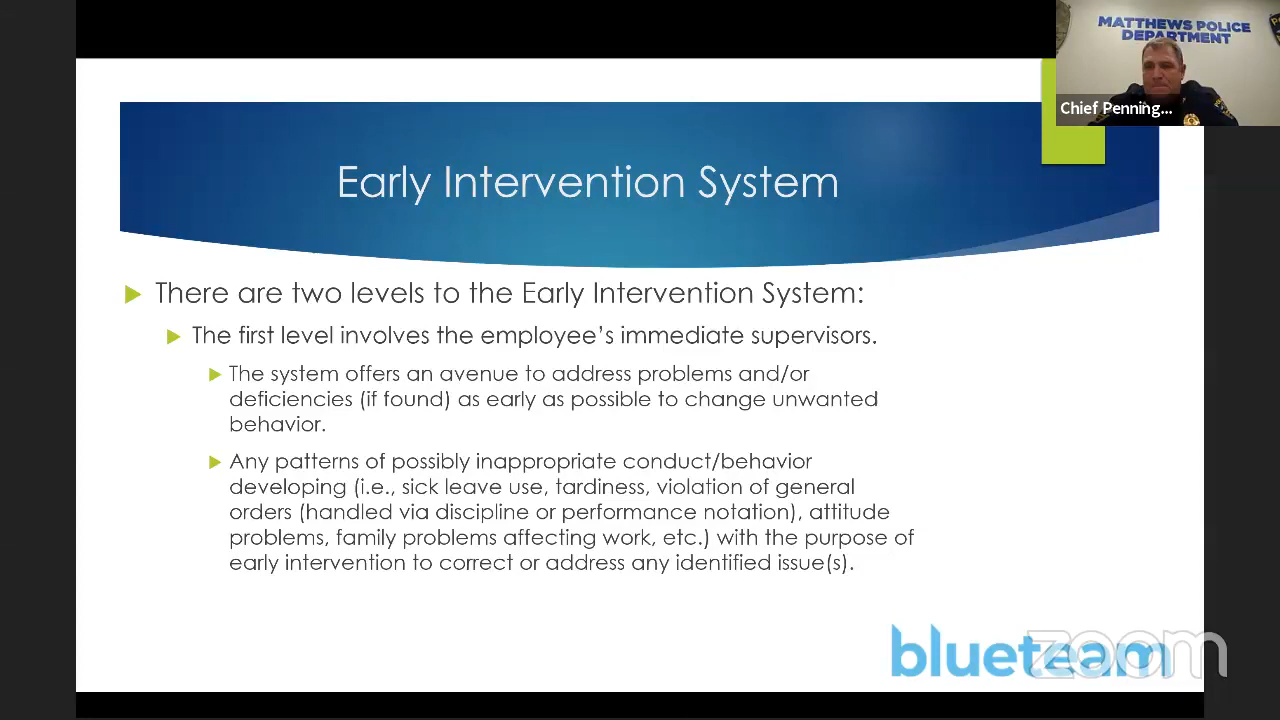 MATTHEWS POLICE
DEPARTMENT
Chief Penning...
Early Intervention System
There are two levels to the Early Intervention System:
The first level involves the employee’s immediate supervisors.
The system offers an avenue to address problems and/or
deficiencies (if found) as early as possible to change unwanted
behavior.
Any patterns of possibly inappropriate conduct/behavior
developing (i.e., sick leave use, tardiness, violation of general
orders (handled via discipline or performance notation), attitude
problems, family problems affecting work, etc.) with the purpose of
early intervention to correct or address any identified issue(s).
blueteam
zoom